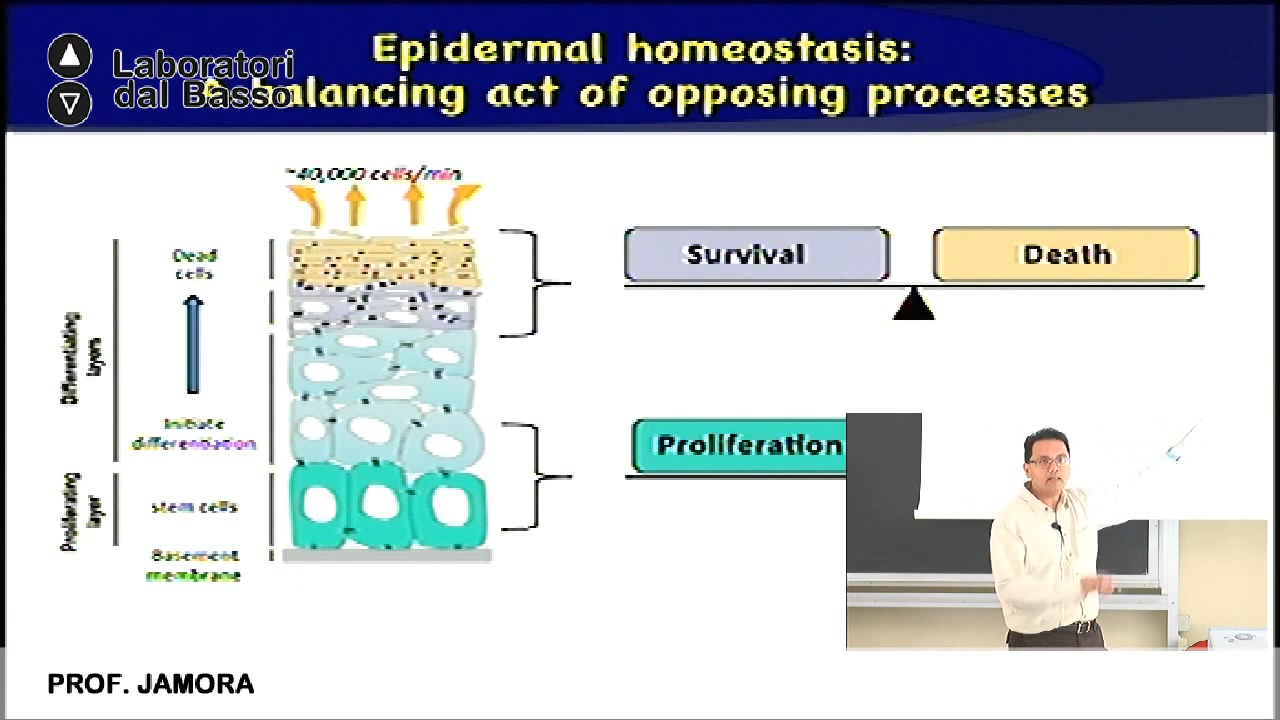 Epidermal homeostasis:
balancing act of opposing processes
Laboratori
dal Basso
~40,000 cells/min
Dead
cells
Differentiating
layers
Initiate
differentiation
Proliferating
layer
stem cells
Basement
membrane
Survival
Death
Proliferation
PROF. JAMORA